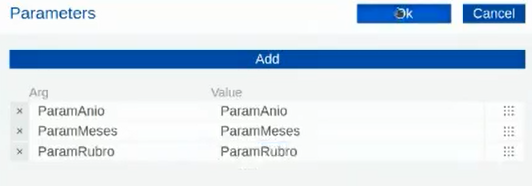 Parameters Ok Cancel
Add
Arg Value
× ParamAnio ParamAnio
× ParamMeses ParamMeses
× ParamRubro ParamRubro